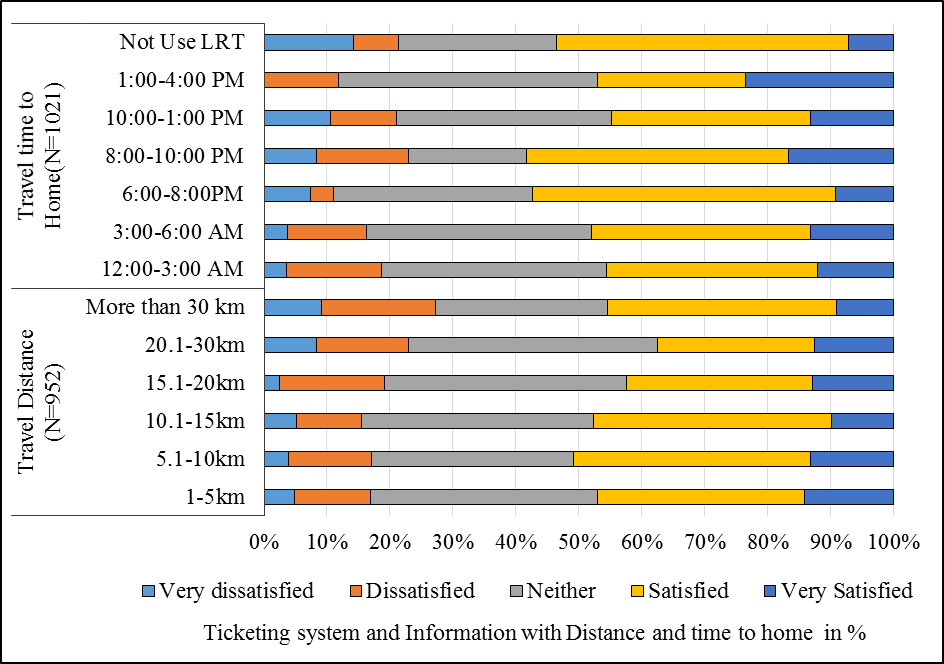 Travel time to
Home(N=1021)
Not Use LRT
1:00-4:00 PM
10:00-1:00 PM
8:00-10:00 PM
6:00-8:00PM
3:00-6:00 AM
12:00-3:00 AM
Travel Distance
(N=952)
More than 30 km
20.1-30km
15.1-20km
10.1-15km
5.1-10km
1-5km
0% 10% 20% 30% 40% 50% 60% 70% 80% 90% 100%
Very dissatisfied Dissatisfied Neither Satisfied Very Satisfied
Ticketing system and Information with Distance and time to home in %